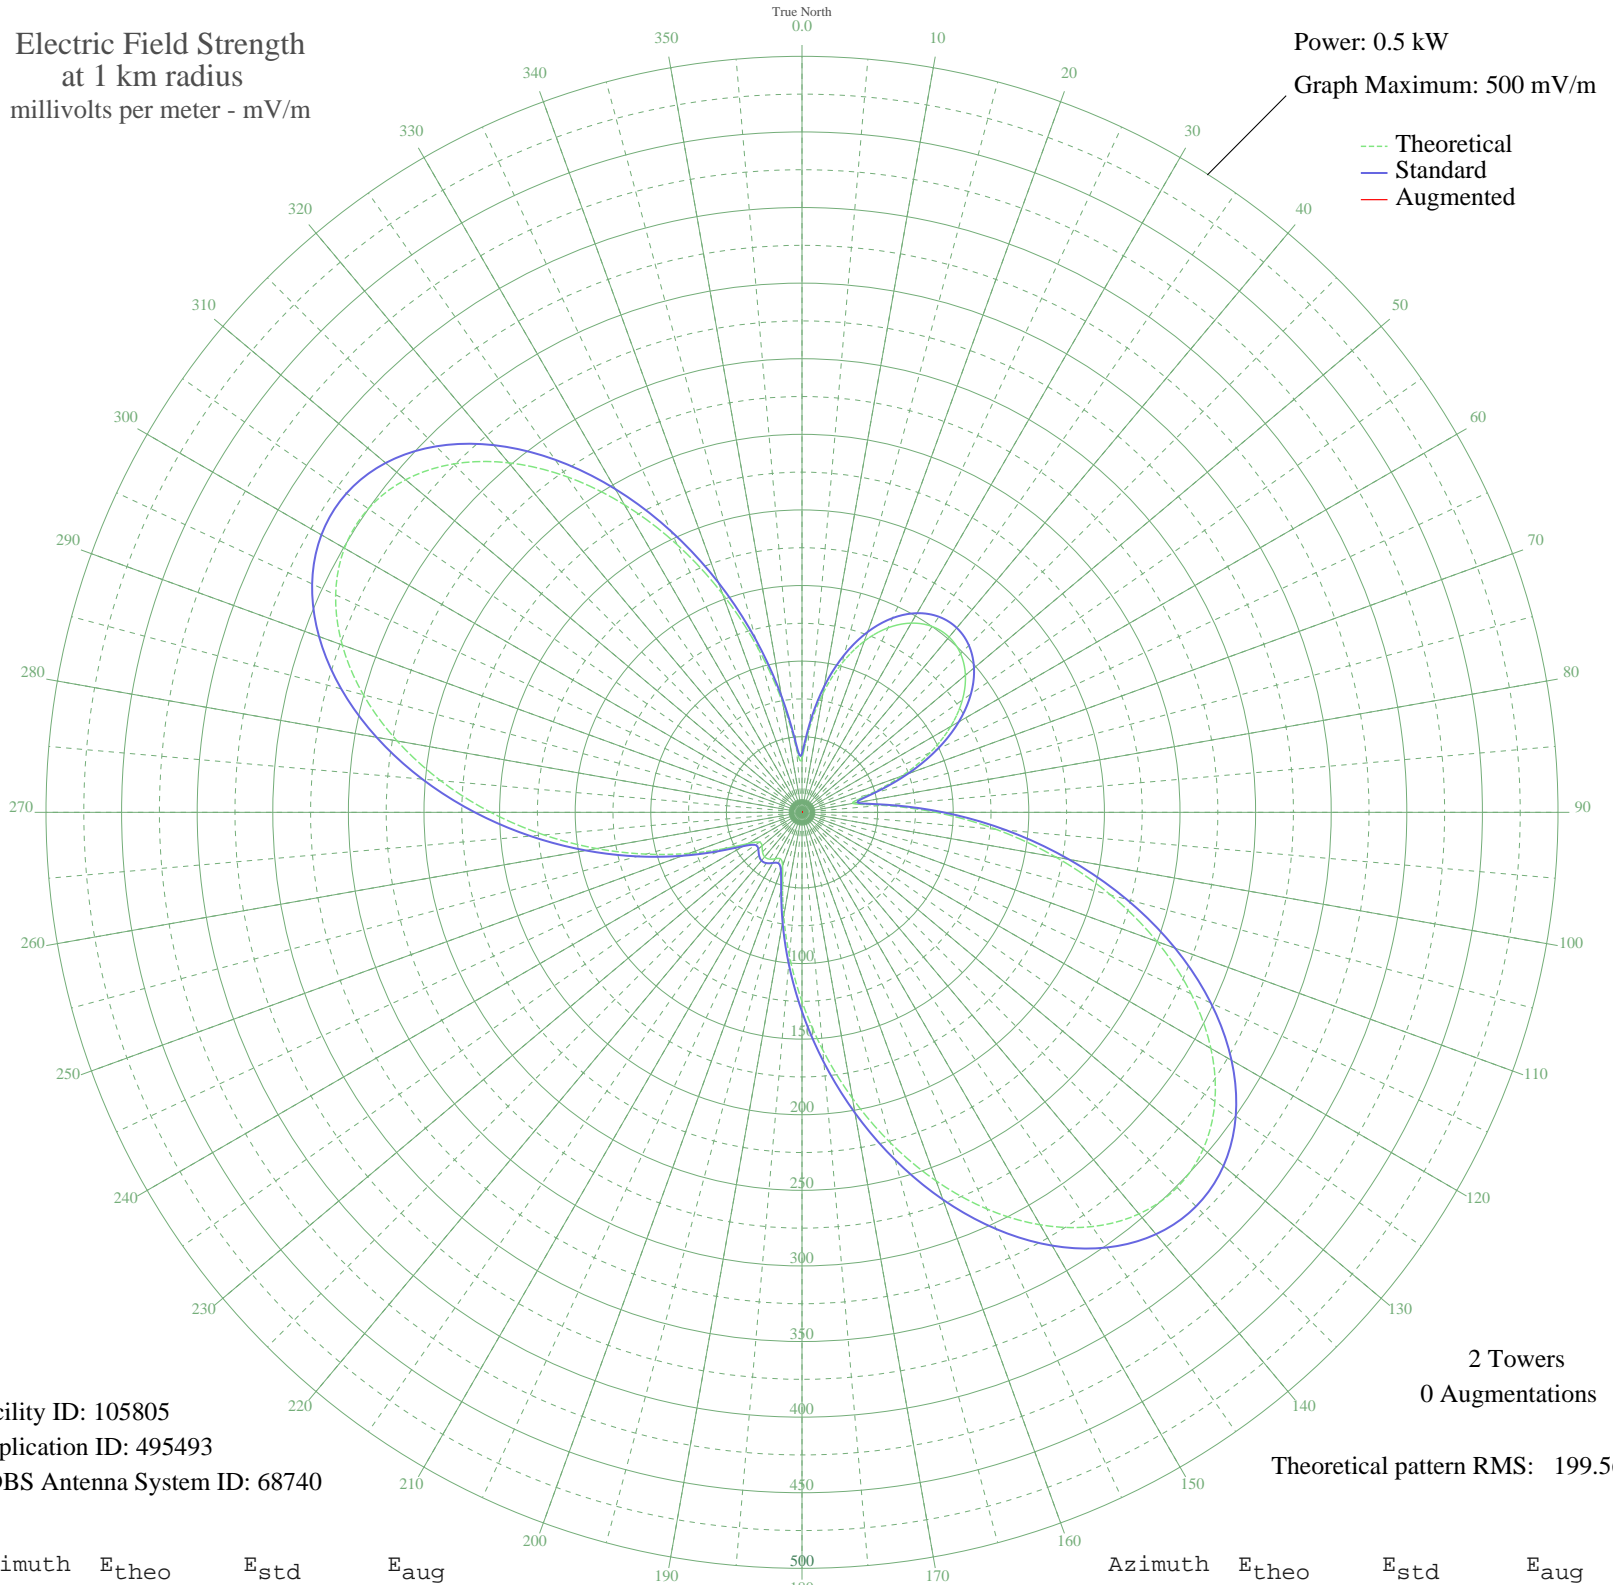 True North
0.0
Electric Field Strength
at 1 km radius
millivolts per meter - mV/m
Power: 0.5 kW
Graph Maximum: 500 mV/m
Theoretical
Standard
Augmented
10
20
30
40
50
60
70
80
90
100
110
120
130
140
150
160
170
190
200
210
220
230
240
250
260
270
280
290
300
310
320
330
340
350
100
150
200
250
300
350
400
450
500
2 Towers
0 Augmentations
Theoretical pattern RMS: 199.5
cility ID: 105805
plication ID: 495493
DBS Antenna System ID: 68740
imuth Etheo Estd Eaug
Azimuth Etheo Estd Eaug